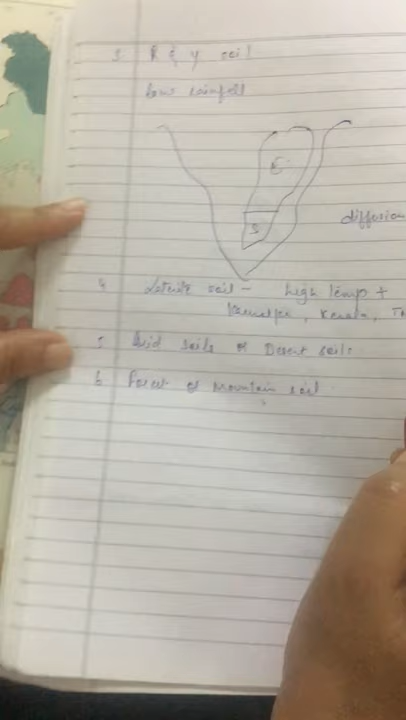 3 R & Y soil
low rainfall
E
S
diffusion
4 Laterite soil - high temp +
Karnataka, Kerala, T
5 Arid soils or Desert soils
6 Forest or Mountain soil